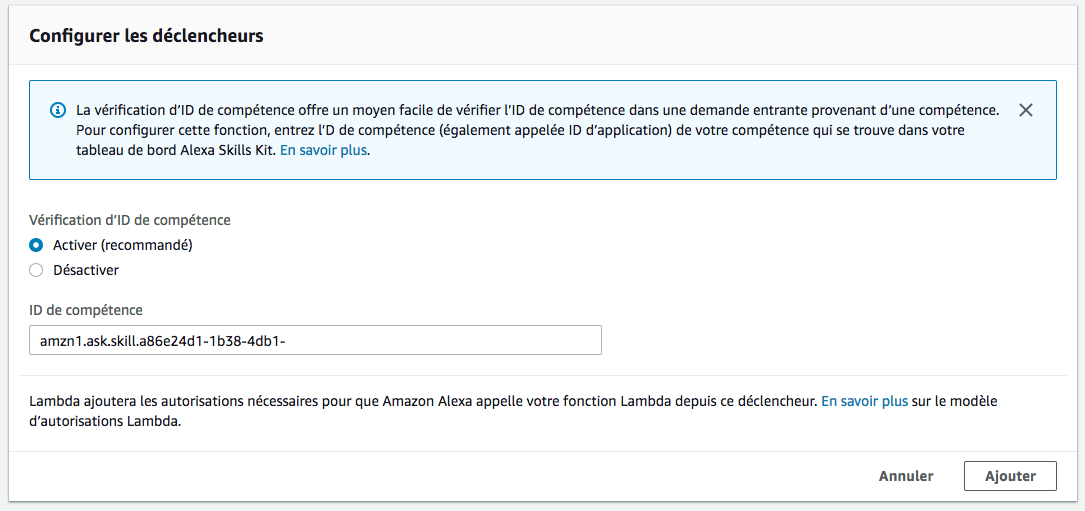 Configurer les déclencheurs
La vérification d’ID de compétence offre un moyen facile de vérifier l’ID de compétence dans une demande entrante provenant d’une compétence.
Pour configurer cette fonction, entrez l’D de compétence (également appelée ID d’application) de votre compétence qui se trouve dans votre
tableau de bord Alexa Skills Kit. En savoir plus.
Vérification d’ID de compétence
Activer (recommandé)
Désactiver
ID de compétence
amzn1.ask.skill.a86e24d1-1b38-4db1-
Lambda ajoutera les autorisations nécessaires pour que Amazon Alexa appelle votre fonction Lambda depuis ce déclencheur. En savoir plus sur le modèle
d’autorisations Lambda.
Annuler
Ajouter